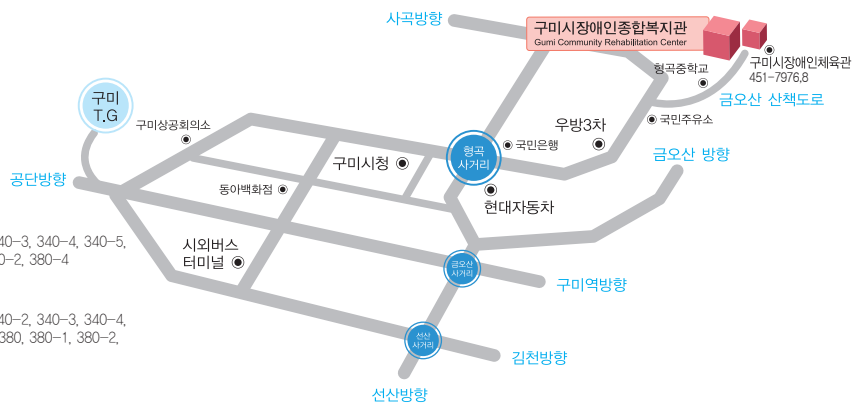 사곡방향
구미시장애인종합복지관
Gumi Community Rehabilitation Center
구미시장애인체육관
451-7976,8
형곡중학교
금오산 산책도로
구미
T.G
구미상공회의소
우방3차
국민주유소
국민은행
형곡
사거리
구미시청
금오산 방향
공단방향
동아백화점
현대자동차
40-3, 340-4, 340-5,
0-2, 380-4
시외버스
터미널
금오산
사거리
구미역방향
40-2, 340-3, 340-4,
380, 380-1, 380-2,
선산
사거리
김천방향
선산방향